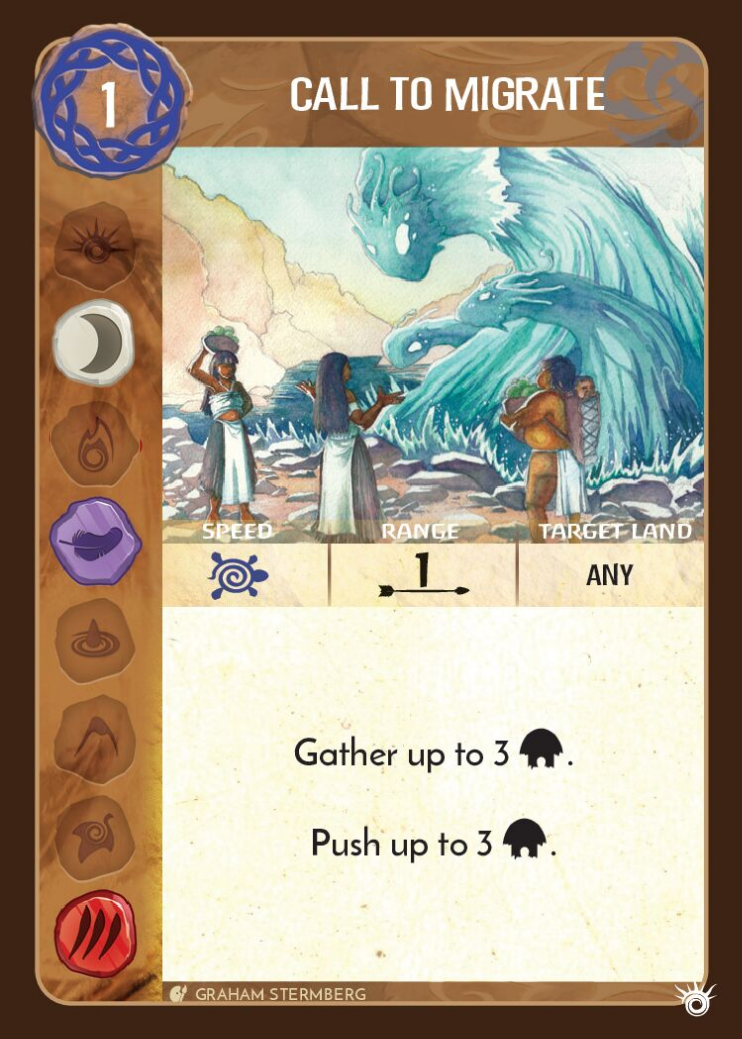 1
CALL TO MIGRATE
SPEED RANGE TARGET LAND
1 ANY
Gather up to 3 .
Push up to 3 .
GRAHAM STERMBERG